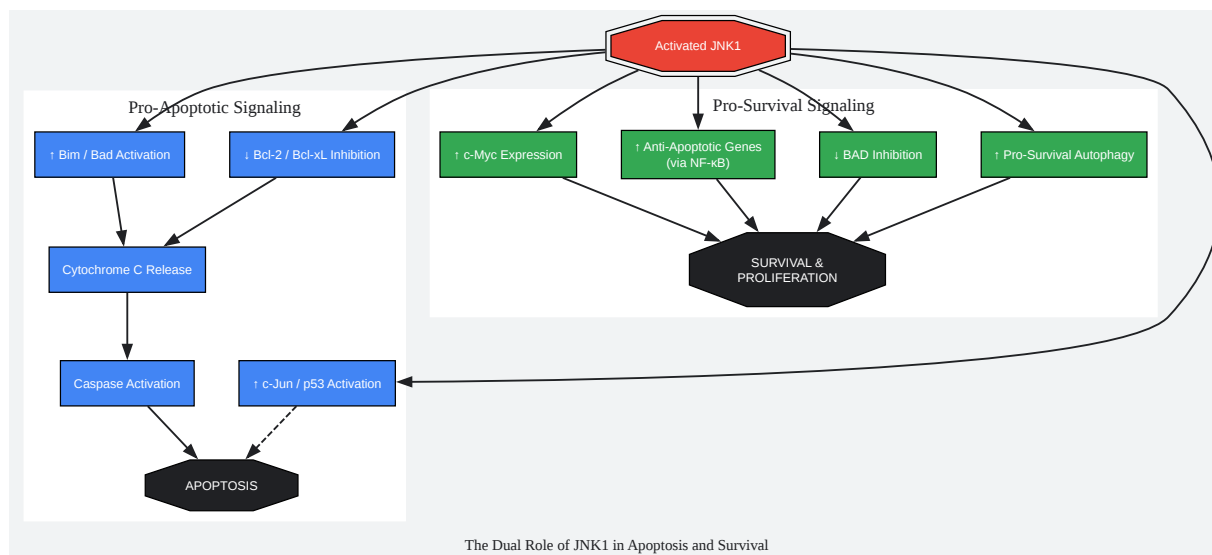 Activated JNK1
Pro-Apoptotic Signaling
Pro-Survival Signaling
↑ Bim / Bad Activation
↓ Bcl-2 / Bcl-xL Inhibition
↑ c-Myc Expression
↑ Anti-Apoptotic Genes
(via NF-κB)
↓ BAD Inhibition
↑ Pro-Survival Autophagy
Cytochrome C Release
SURVIVAL &
PROLIFERATION
Caspase Activation
↑ c-Jun / p53 Activation
APOPTOSIS
The Dual Role of JNK1 in Apoptosis and Survival